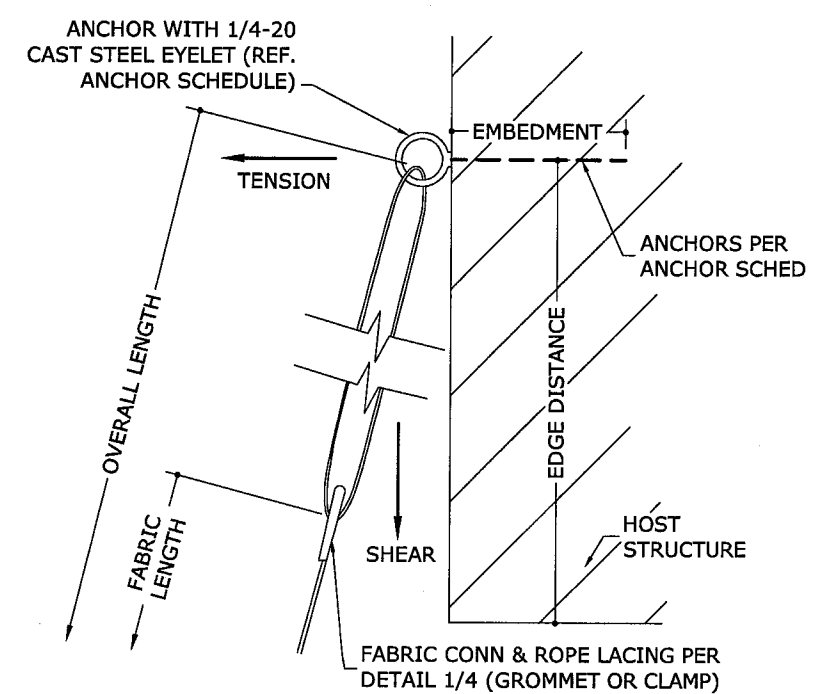 ANCHOR WITH 1/4-20
CAST STEEL EYELET (REF.
ANCHOR SCHEDULE)
EMBEDMENT
TENSION
ANCHORS PER
ANCHOR SCHED
OVERALL LENGTH
EDGE DISTANCE
FABRIC
LENGTH
SHEAR
HOST
STRUCTURE
FABRIC CONN & ROPE LACING PER
DETAIL 1/4 (GROMMET OR CLAMP)